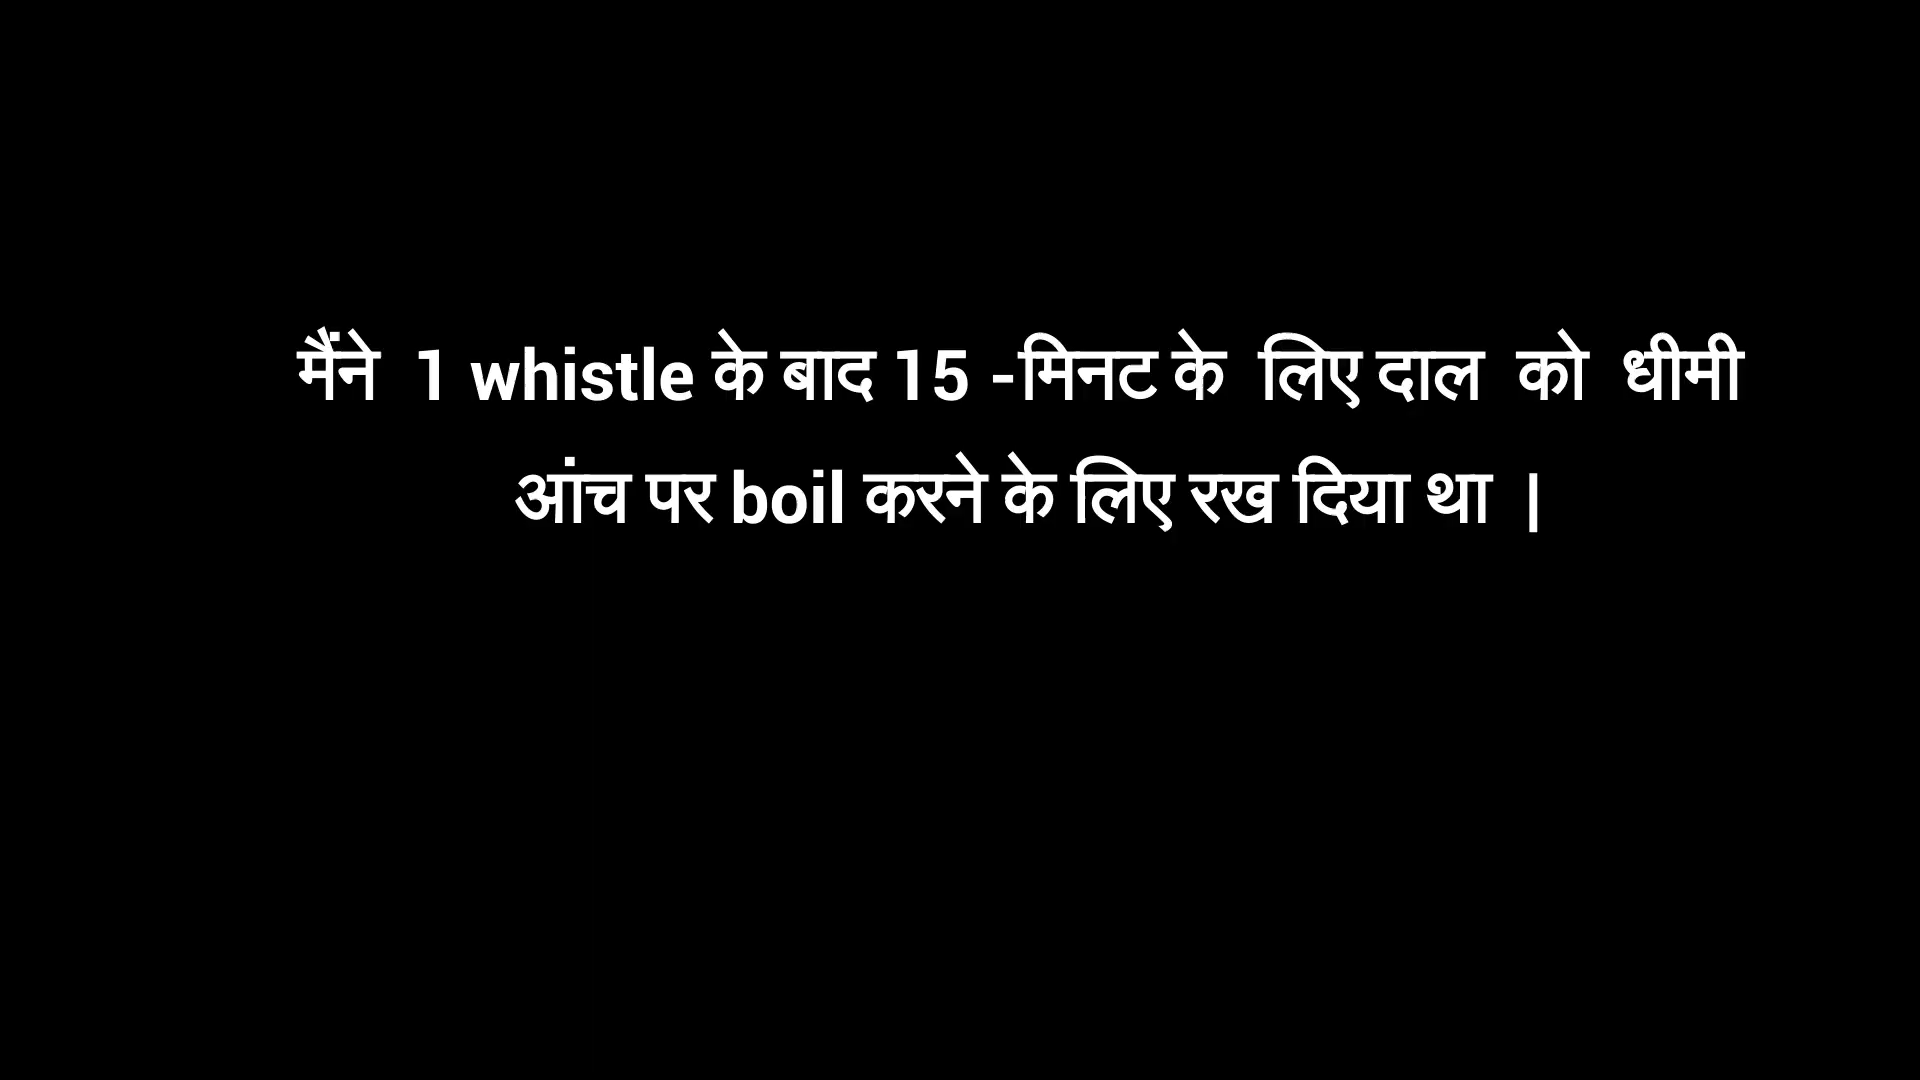 मैंने 1 whistle के बाद 15 -मिनट के लिए दाल को धीमी
आंच पर boil करने के लिए रख दिया था |